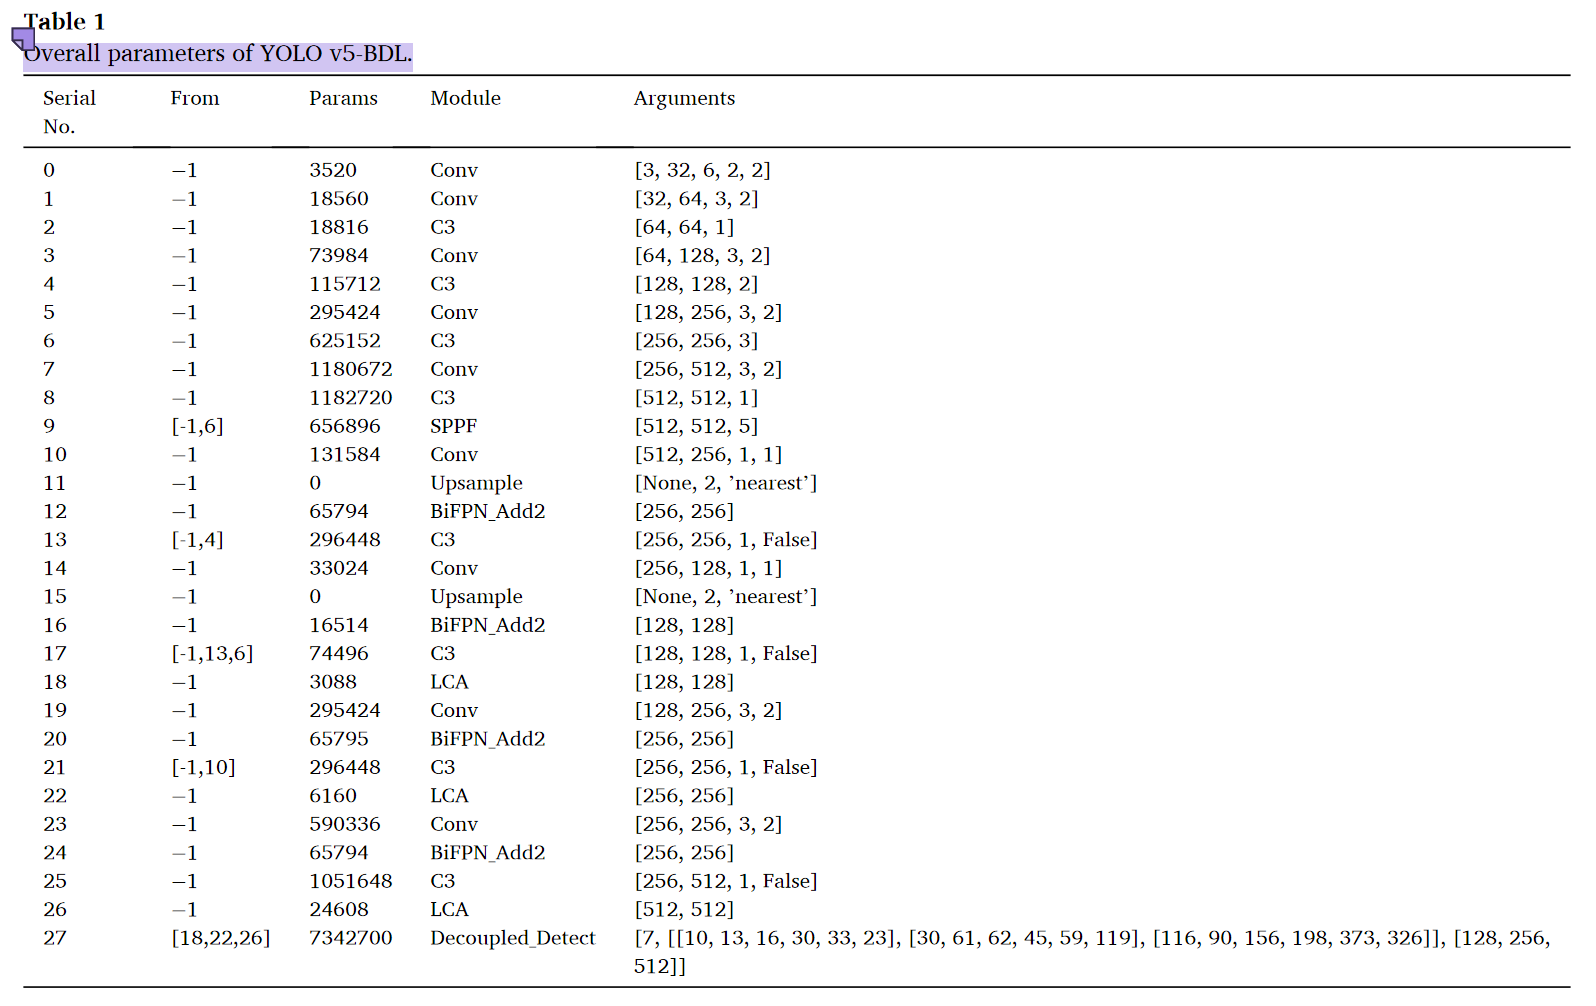 Table 1
Overall parameters of YOLO v5-BDL.
Serial No. From Params Module Arguments
0 −1 3520 Conv [3, 32, 6, 2, 2]
1 −1 18560 Conv [32, 64, 3, 2]
2 −1 18816 C3 [64, 64, 1]
3 −1 73984 Conv [64, 128, 3, 2]
4 −1 115712 C3 [128, 128, 2]
5 −1 295424 Conv [128, 256, 3, 2]
6 −1 625152 C3 [256, 256, 3]
7 −1 1180672 Conv [256, 512, 3, 2]
8 −1 1182720 C3 [512, 512, 1]
9 [-1,6] 656896 SPPF [512, 512, 5]
10 −1 131584 Conv [512, 256, 1, 1]
11 −1 0 Upsample [None, 2, ’nearest’]
12 −1 65794 BiFPN_Add2 [256, 256]
13 [-1,4] 296448 C3 [256, 256, 1, False]
14 −1 33024 Conv [256, 128, 1, 1]
15 −1 0 Upsample [None, 2, ’nearest’]
16 −1 16514 BiFPN_Add2 [128, 128]
17 [-1,13,6] 74496 C3 [128, 128, 1, False]
18 −1 3088 LCA [128, 128]
19 −1 295424 Conv [128, 256, 3, 2]
20 −1 65795 BiFPN_Add2 [256, 256]
21 [-1,10] 296448 C3 [256, 256, 1, False]
22 −1 6160 LCA [256, 256]
23 −1 590336 Conv [256, 256, 3, 2]
24 −1 65794 BiFPN_Add2 [256, 256]
25 −1 1051648 C3 [256, 512, 1, False]
26 −1 24608 LCA [512, 512]
27 [18,22,26] 7342700 Decoupled_Detect [7, [[10, 13, 16, 30, 33, 23], [30, 61, 62, 45, 59, 119], [116, 90, 156, 198, 373, 326]], [128, 256,
512]]